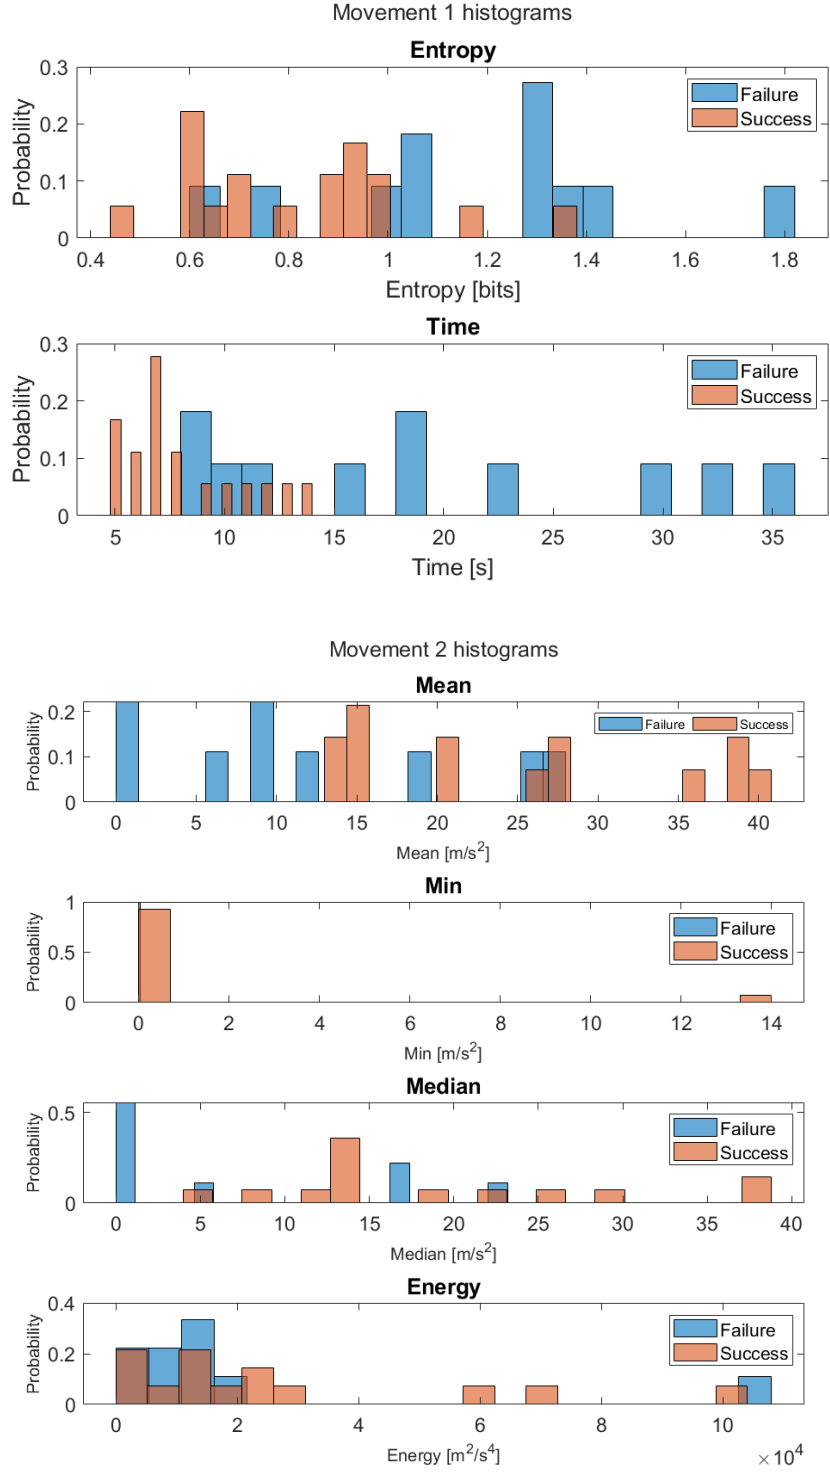 Movement 1 histograms
Entropy
0.3
0.2
0.1
0
Probability
Failure
Success
0.4 0.6 0.8 1 1.2 1.4 1.6 1.8
Entropy [bits]
Time
0.3
0.2
0.1
0
Probability
Failure
Success
5 10 15 20 25 30 35
Time [s]
Movement 2 histograms
Mean
0.2
0.1
0
Probability
Failure Success
0 5 10 15 20 25 30 35 40
Mean [m/s²]
Min
1
0.5
0
Probability
Failure
Success
0 2 4 6 8 10 12 14
Min [m/s²]
Median
0.5
0
Probability
Failure
Success
0 5 10 15 20 25 30 35 40
Median [m/s²]
Energy
0.4
0.2
0
Probability
Failure
Success
0 2 4 6 8 10
Energy [m²/s⁴]
×10⁴